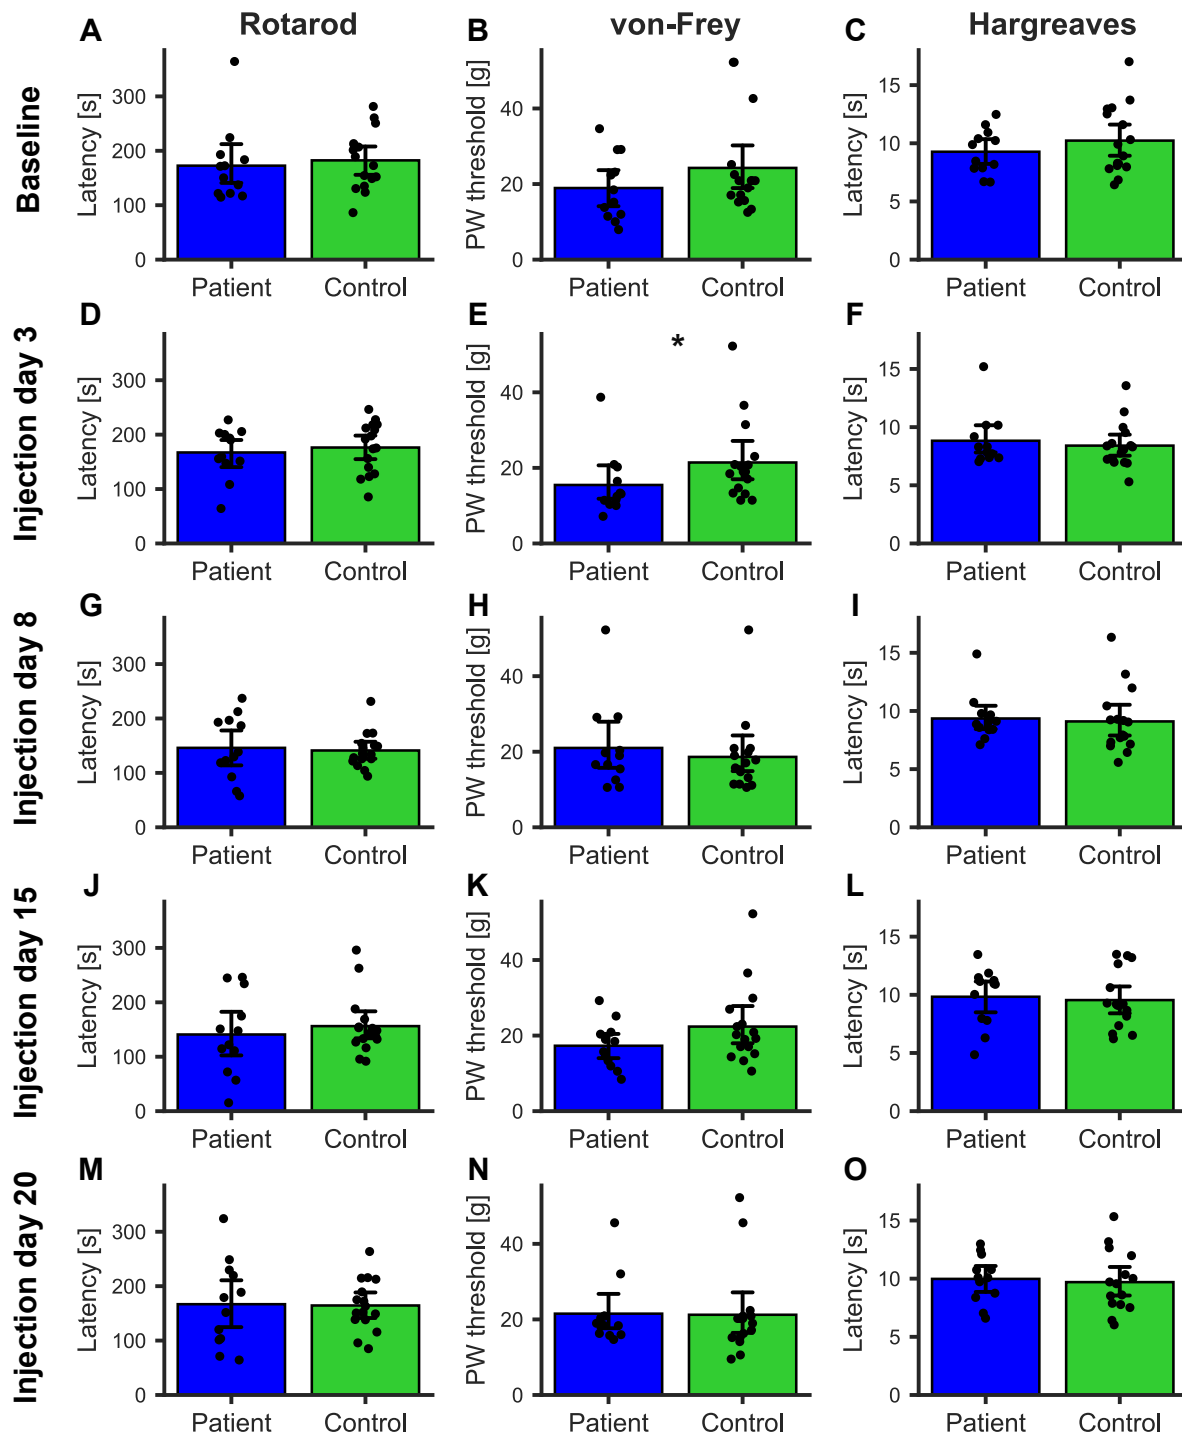 A Rotarod B von-Frey C Hargreaves
Baseline
Latency [s]
300
200
100
0
Patient Control
PW threshold [g]
40
20
0
Patient Control
Latency [s]
15
10
5
0
Patient Control
Injection day 3
D
Latency [s]
300
200
100
0
Patient Control
E
PW threshold [g]
*
40
20
0
Patient Control
F
Latency [s]
15
10
5
0
Patient Control
Injection day 8
G
Latency [s]
300
200
100
0
Patient Control
H
PW threshold [g]
40
20
0
Patient Control
I
Latency [s]
15
10
5
0
Patient Control
Injection day 15
J
Latency [s]
300
200
100
0
Patient Control
K
PW threshold [g]
40
20
0
Patient Control
L
Latency [s]
15
10
5
0
Patient Control
Injection day 20
M
Latency [s]
300
200
100
0
Patient Control
N
PW threshold [g]
40
20
0
Patient Control
O
Latency [s]
15
10
5
0
Patient Control